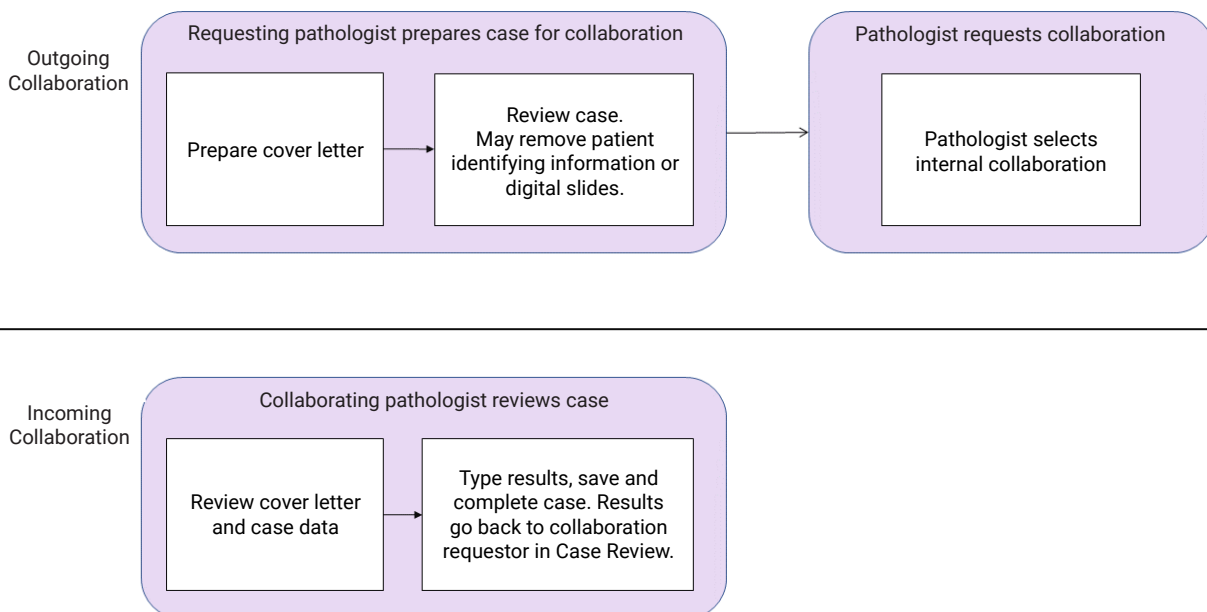 Outgoing
Collaboration
Requesting pathologist prepares case for collaboration
Prepare cover letter
Review case.
May remove patient
identifying information or
digital slides.
Pathologist requests collaboration
Pathologist selects
internal collaboration
Incoming
Collaboration
Collaborating pathologist reviews case
Review cover letter
and case data
Type results, save and
complete case. Results
go back to collaboration
requestor in Case Review.